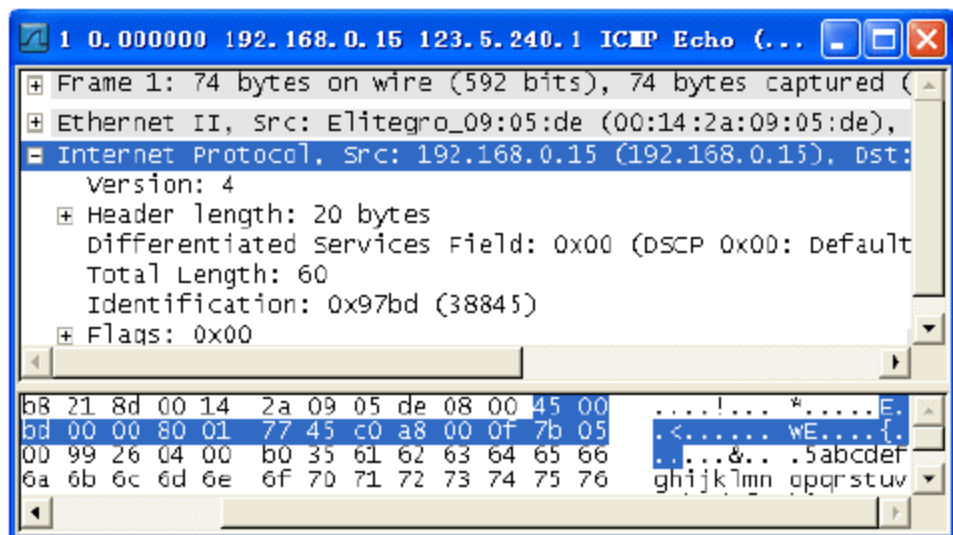 1 0.000000 192.168.0.15 123.5.240.1 ICMP Echo (...
Frame 1: 74 bytes on wire (592 bits), 74 bytes captured (
Ethernet II, Src: Elitegro_09:05:de (00:14:2a:09:05:de),
Internet Protocol, Src: 192.168.0.15 (192.168.0.15), Dst:
Version: 4
Header length: 20 bytes
Differentiated Services Field: 0x00 (DSCP 0x00: Default
Total Length: 60
Identification: 0x97bd (38845)
Flags: 0x00
b8 21 8d 00 14 2a 09 05 de 08 00 45 00 ....!... *.....E.
bd 00 00 80 01 77 45 c0 a8 00 0f 7b 05 .<...... wE....{.
00 99 26 04 00 b0 35 61 62 63 64 65 66 .....&.. .5abcdef
6a 6b 6c 6d 6e 6f 70 71 72 73 74 75 76 ghijklmn opqrstuv